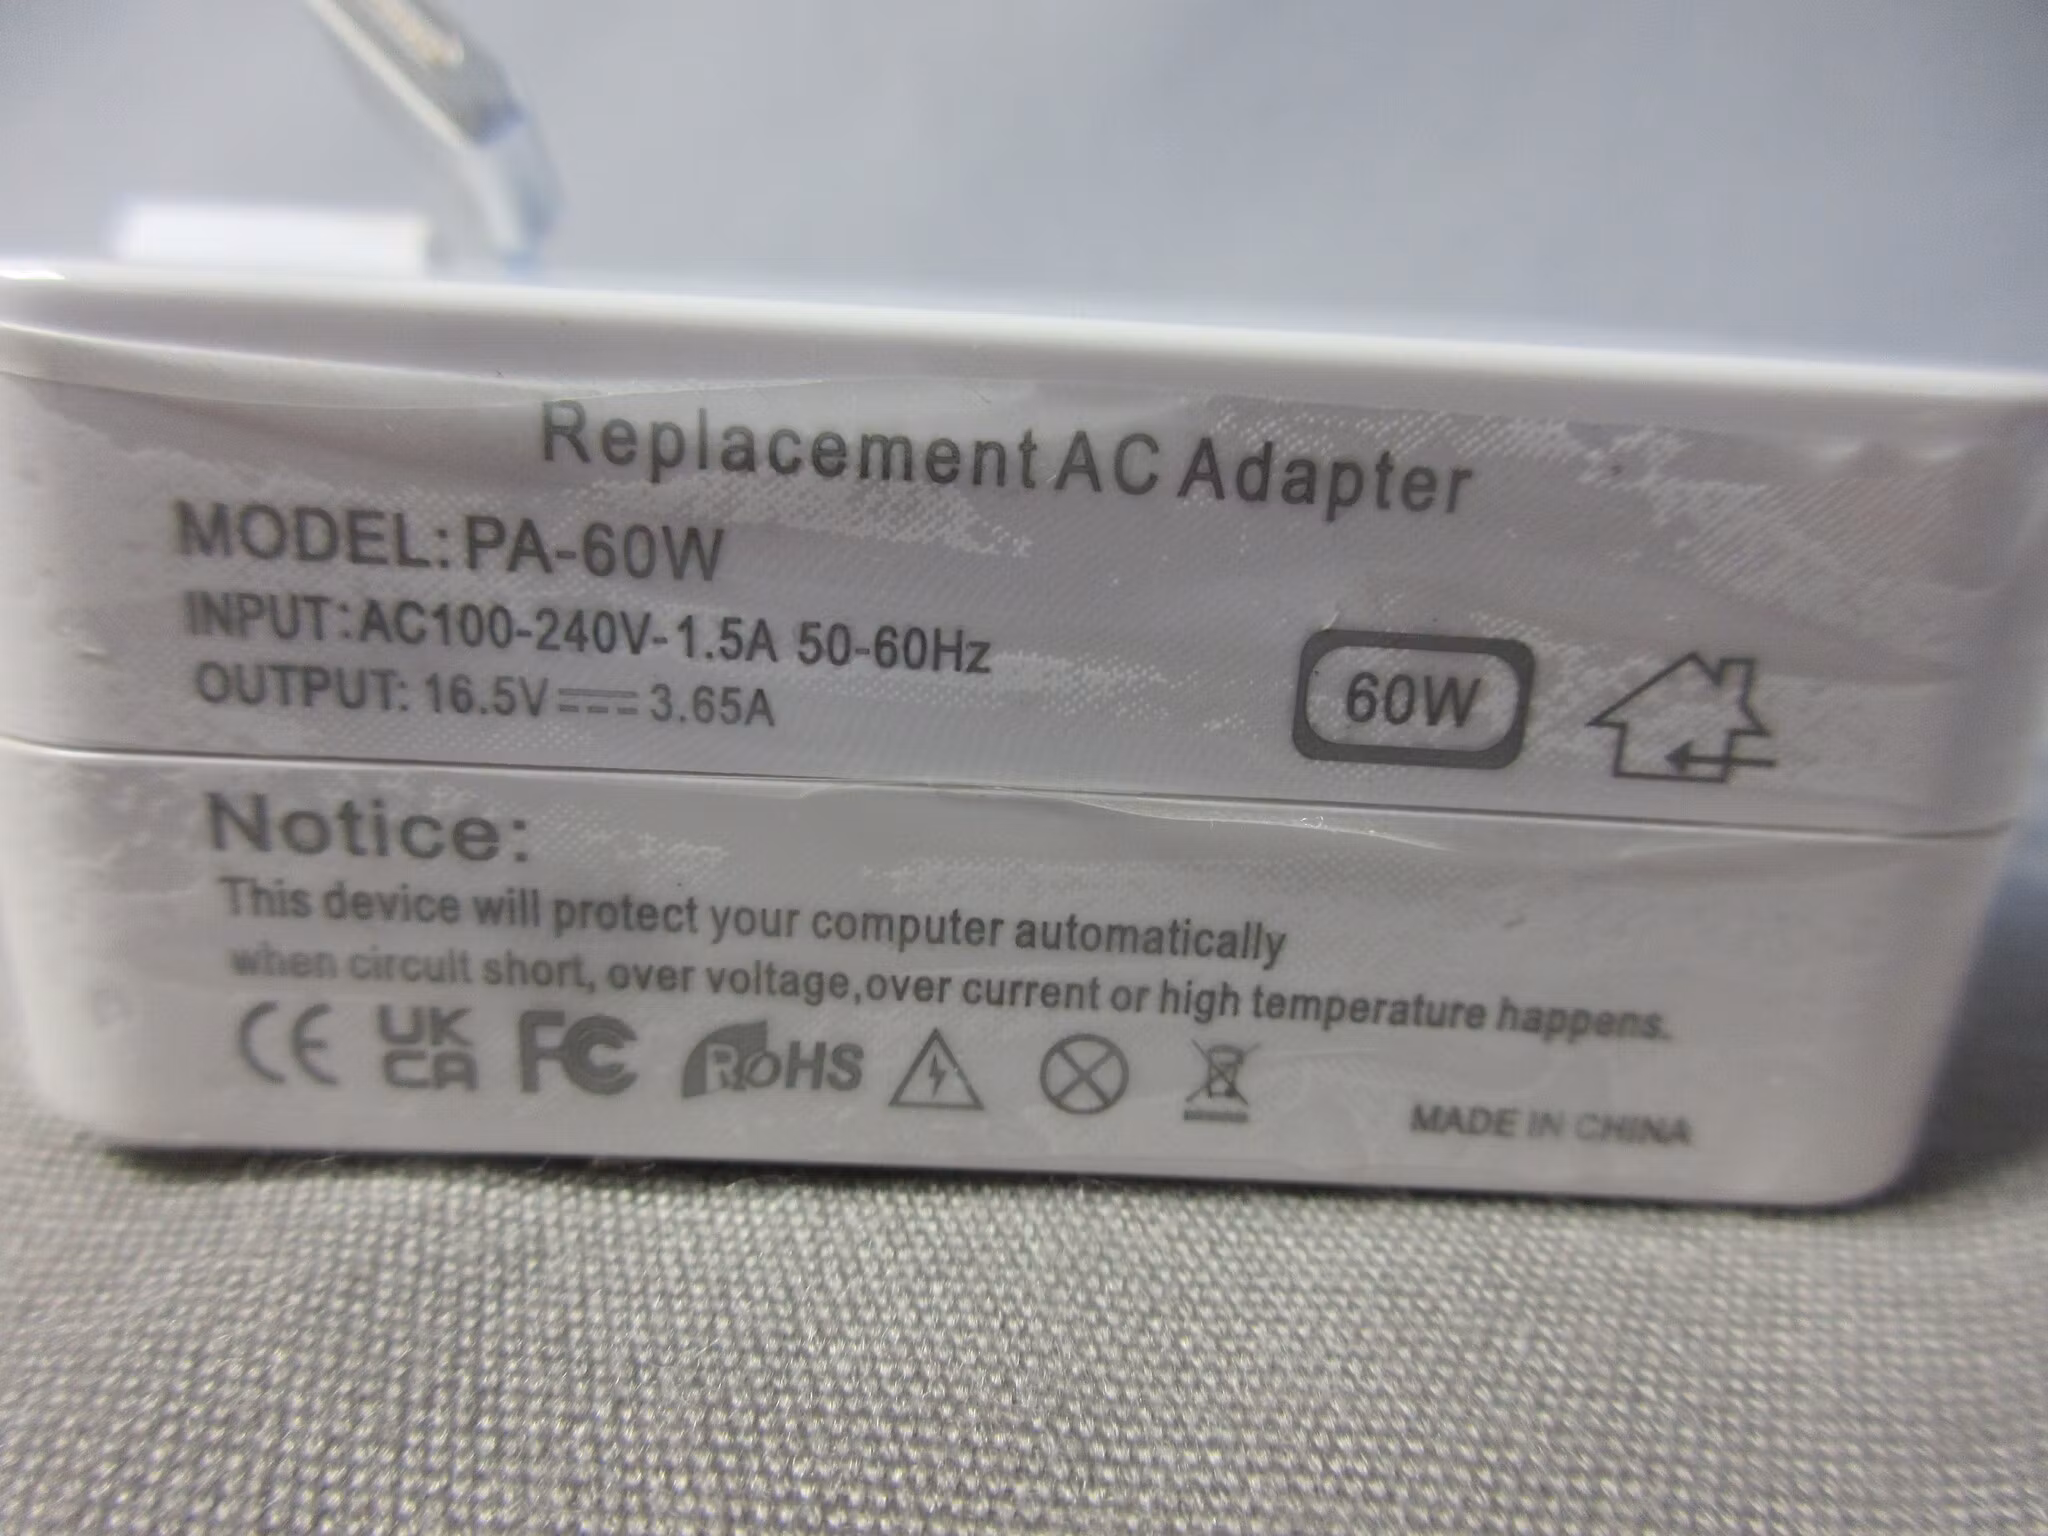 Replacement AC Adapter
MODEL: PA-60W
INPUT: AC100-240V-1.5A 50-60Hz
OUTPUT: 16.5V⎓3.65A
60W
Notice:
This device will protect your computer automatically
when circuit short, over voltage,over current or high temperature happens.
CE UK CA FC RoHS
MADE IN CHINA